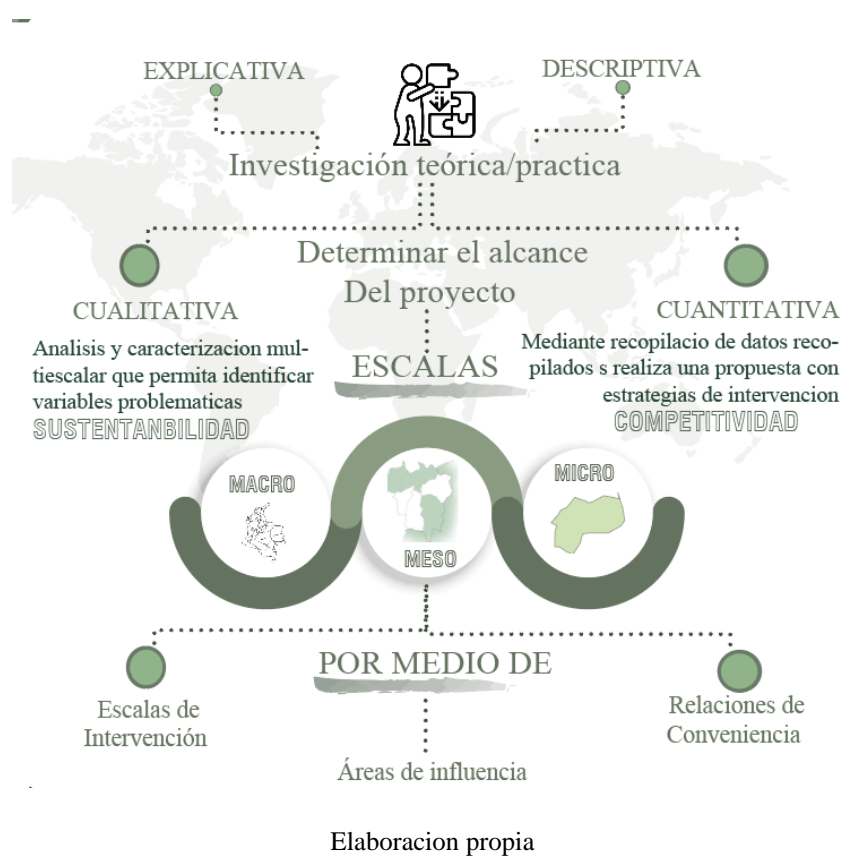 EXPLICATIVA
DESCRIPTIVA
Investigación teórica/practica
Determinar el alcance
Del proyecto
CUALITATIVA
Analisis y caracterizacion mul-
tiescalar que permita identificar
variables problematicas
SUSTENTANBILIDAD
CUANTITATIVA
Mediante recopilacio de datos reco-
pilados s realiza una propuesta con
estrategias de intervencion
COMPETITIVIDAD
ESCALAS
MACRO
MESO
MICRO
POR MEDIO DE
Escalas de
Intervención
Áreas de influencia
Relaciones de
Conveniencia
Elaboracion propia